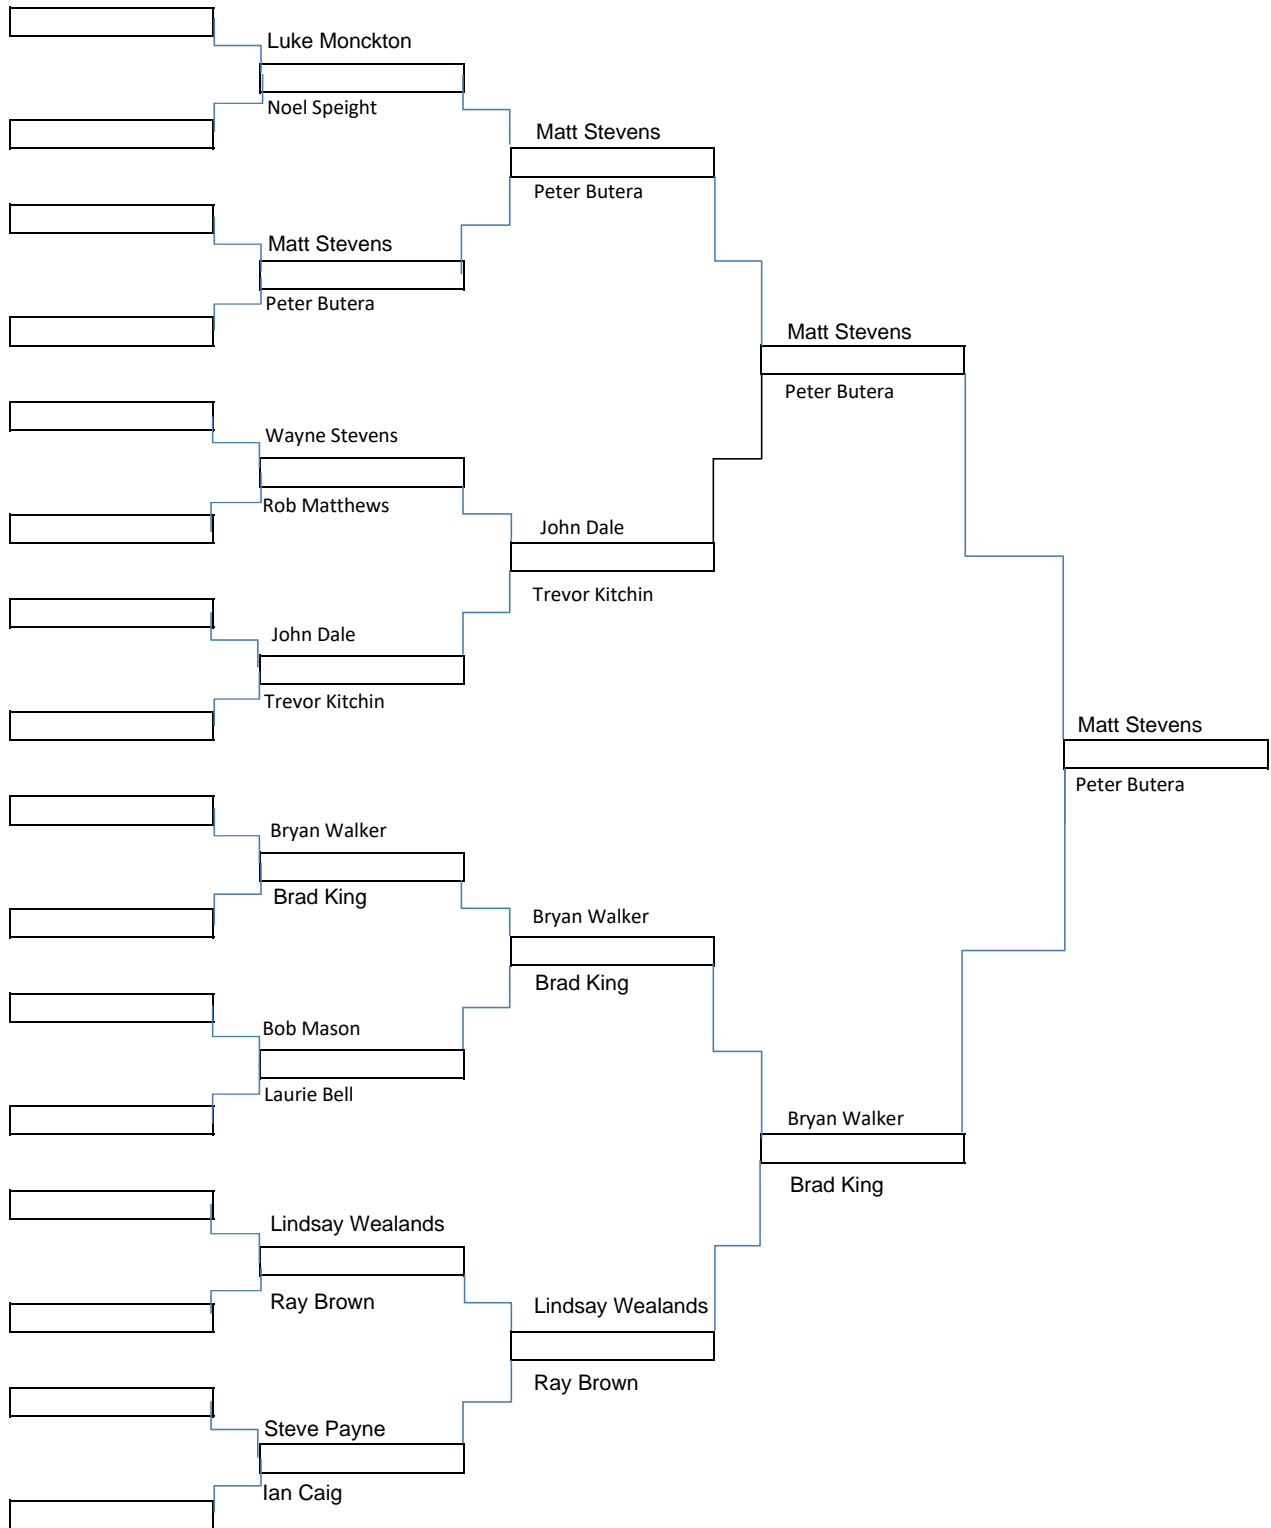 Luke Monckton
Noel Speight
Matt Stevens
Peter Butera
Matt Stevens
Peter Butera
Matt Stevens
Peter Butera
Wayne Stevens
Rob Matthews
John Dale
Trevor Kitchin
John Dale
Trevor Kitchin
Matt Stevens
Peter Butera
Bryan Walker
Brad King
Bryan Walker
Brad King
Bob Mason
Laurie Bell
Bryan Walker
Brad King
Lindsay Wealands
Ray Brown
Lindsay Wealands
Ray Brown
Steve Payne
Ian Caig